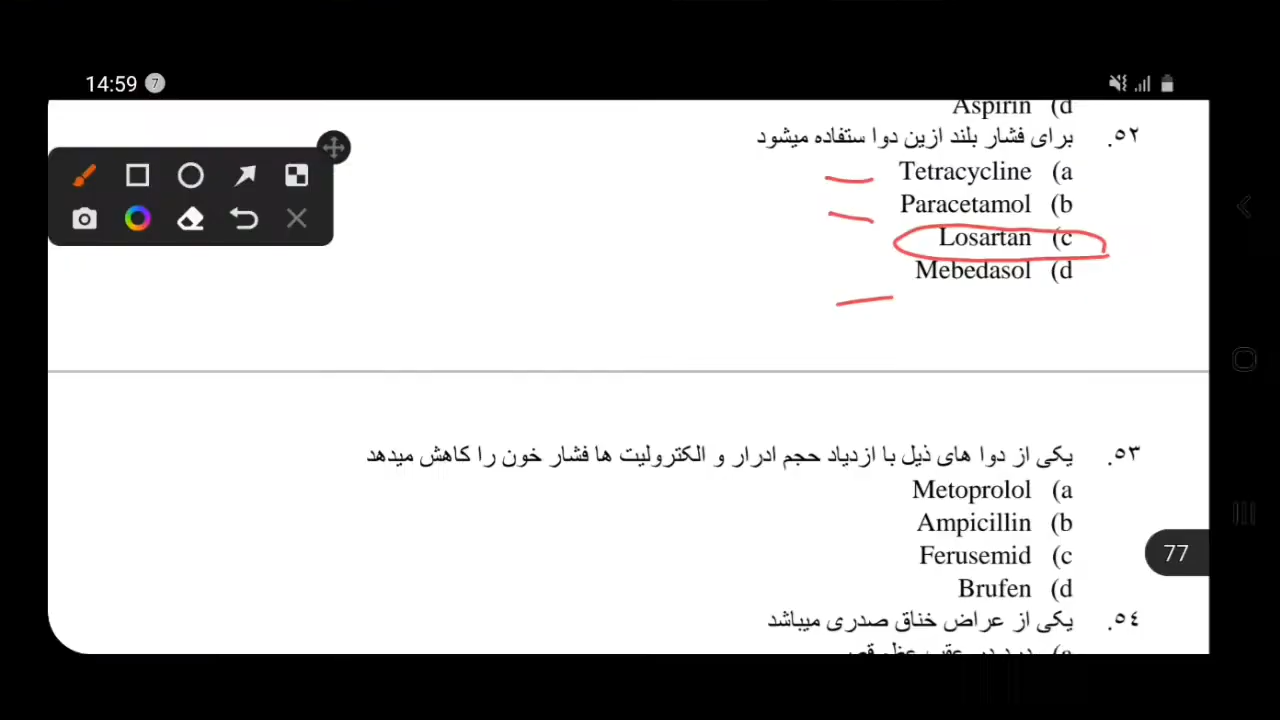 14:59 7
Aspirin (d
۵۲. برای فشار بلند ازین دوا ستفاده میشود
Tetracycline (a
Paracetamol (b
Losartan (c
Mebedasol (d
۵۳. یکی از دوا های ذیل با ازدیاد حجم ادرار و الکترولیت ها فشار خون را کاهش میدهد
Metoprolol (a
Ampicillin (b
Ferusemid (c
77
Brufen (d
۵٤. یکی از عراض خناق صدری میباشد